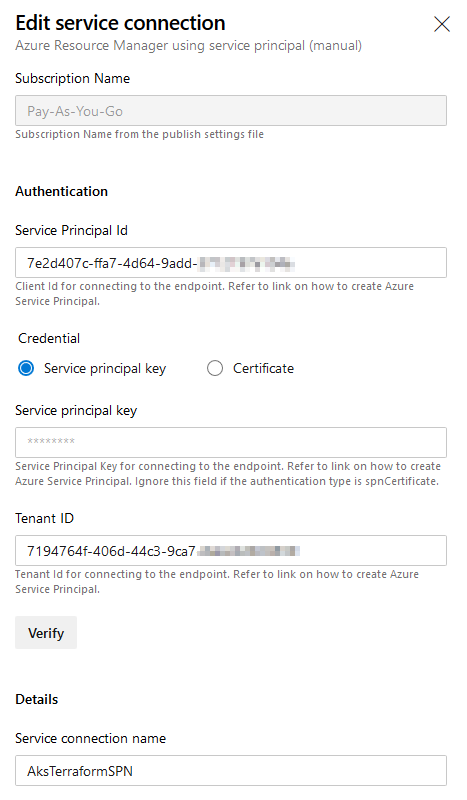 Edit service connection
Azure Resource Manager using service principal (manual)
Subscription Name
Pay-As-You-Go
Subscription Name from the publish settings file
Authentication
Service Principal Id
7e2d407c-ffa7-4d64-9add-
Client Id for connecting to the endpoint. Refer to link on how to create Azure
Service Principal.
Credential
Service principal key
Certificate
Service principal key
********
Service Principal Key for connecting to the endpoint. Refer to link on how to create
Azure Service Principal. Ignore this field if the authentication type is spnCertificate.
Tenant ID
7194764f-406d-44c3-9ca7
Tenant Id for connecting to the endpoint. Refer to link on how to create Azure
Service Principal.
Verify
Details
Service connection name
AksTerraformSPN